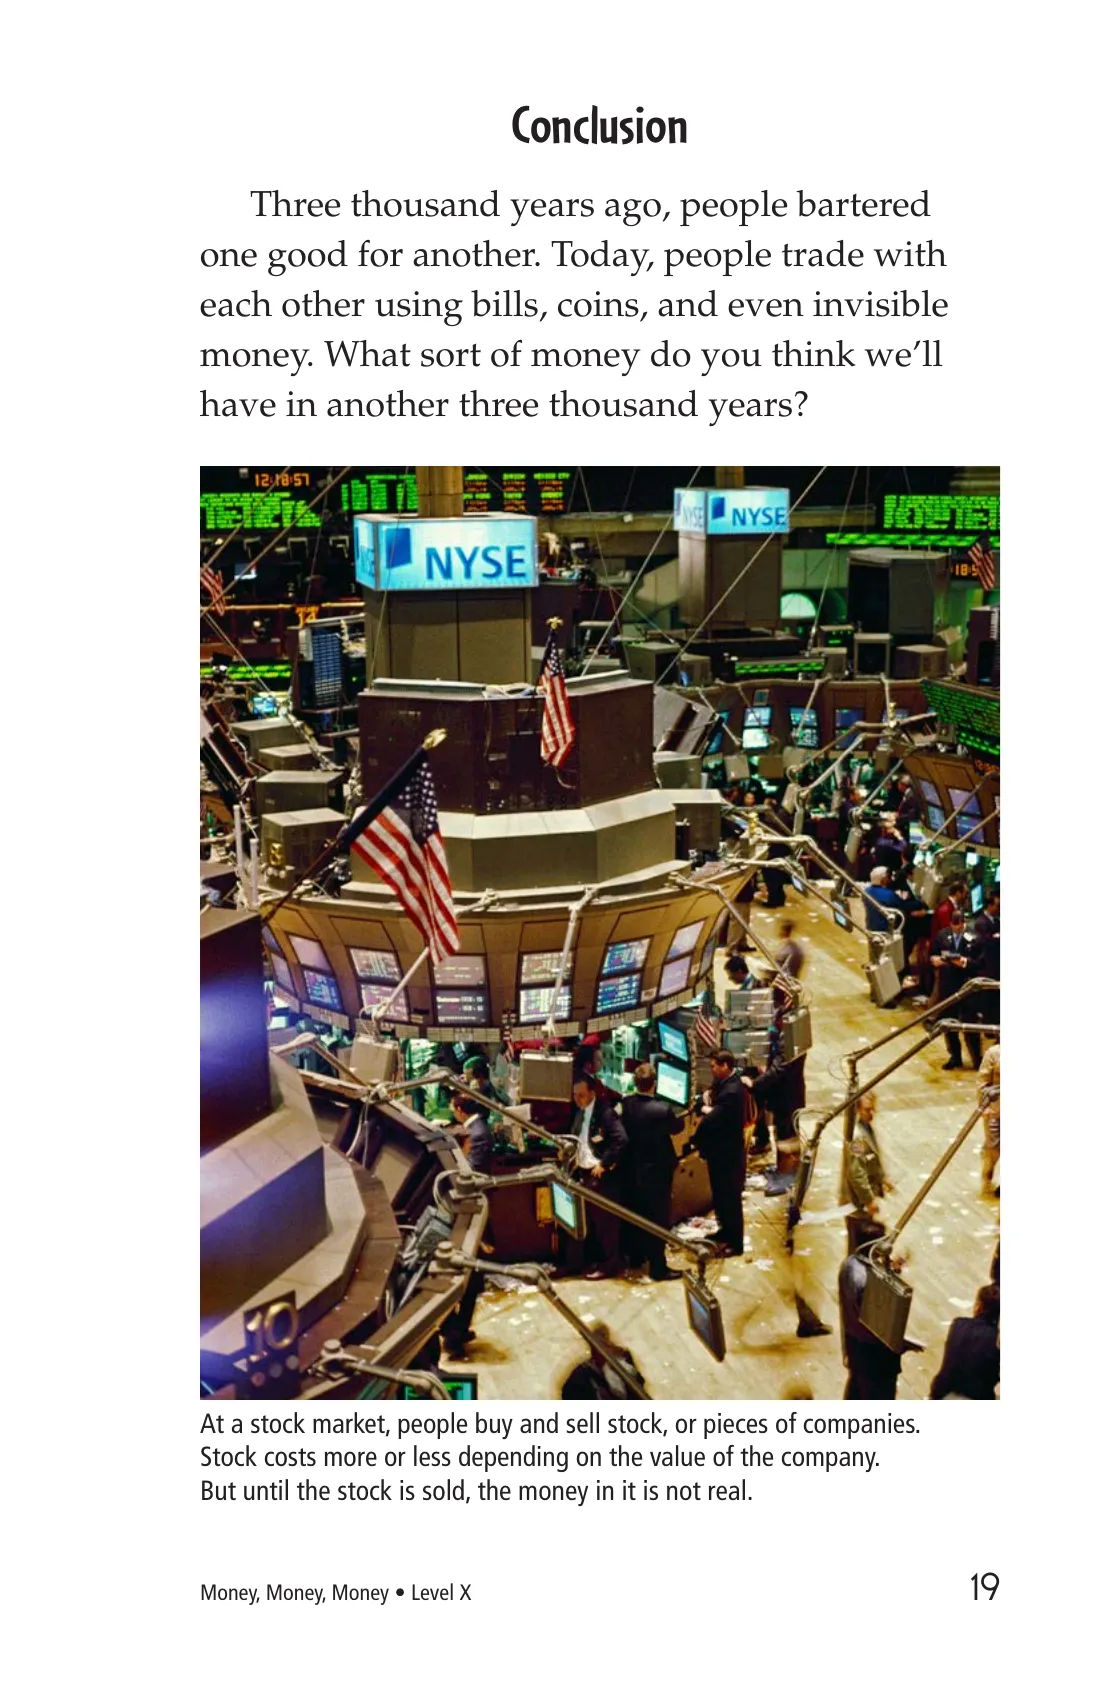 Conclusion
Three thousand years ago, people bartered
one good for another. Today, people trade with
each other using bills, coins, and even invisible
money. What sort of money do you think we’ll
have in another three thousand years?
12:18:57
NYSE
NYSE
14
10
At a stock market, people buy and sell stock, or pieces of companies.
Stock costs more or less depending on the value of the company.
But until the stock is sold, the money in it is not real.
Money, Money, Money • Level X
19